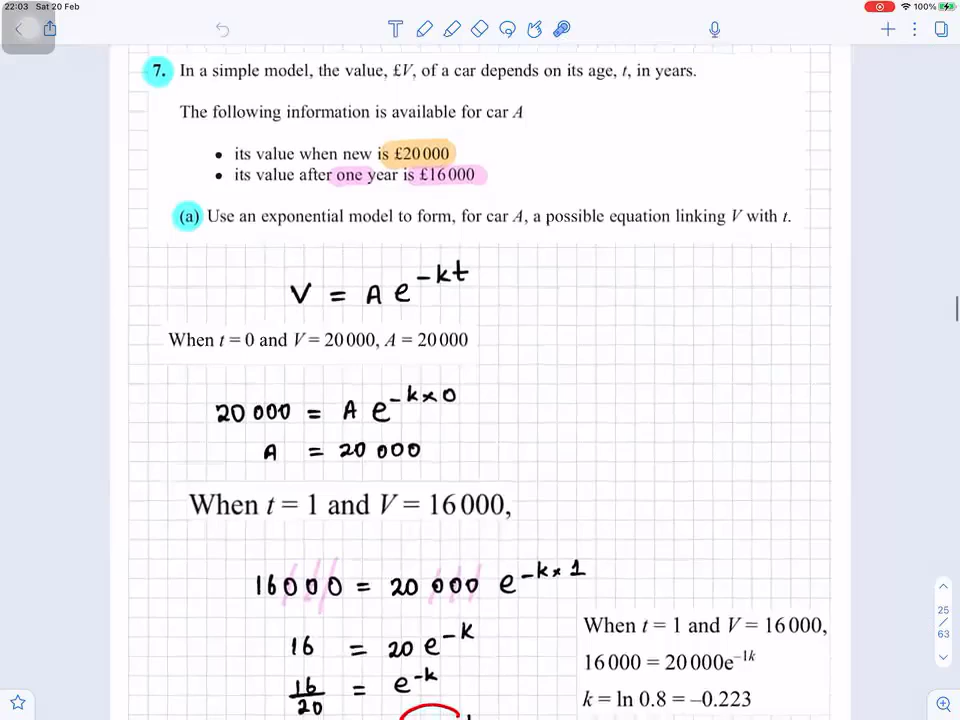 22:03 Sat 20 Feb
100%
7. In a simple model, the value, £V, of a car depends on its age, t, in years.
The following information is available for car A
• its value when new is £20 000
• its value after one year is £16 000
(a) Use an exponential model to form, for car A, a possible equation linking V with t.
V = A e^{-kt}
When t = 0 and V = 20 000, A = 20 000
20 000 = A e^{-k×0}
A = 20 000
When t = 1 and V = 16 000,
16000 = 20 000 e^{-k×1}
16 = 20 e^{-k}
16/20 = e^{-k}
When t = 1 and V = 16 000,
16 000 = 20 000e^{–1k}
k = ln 0.8 = –0.223
25
/
63